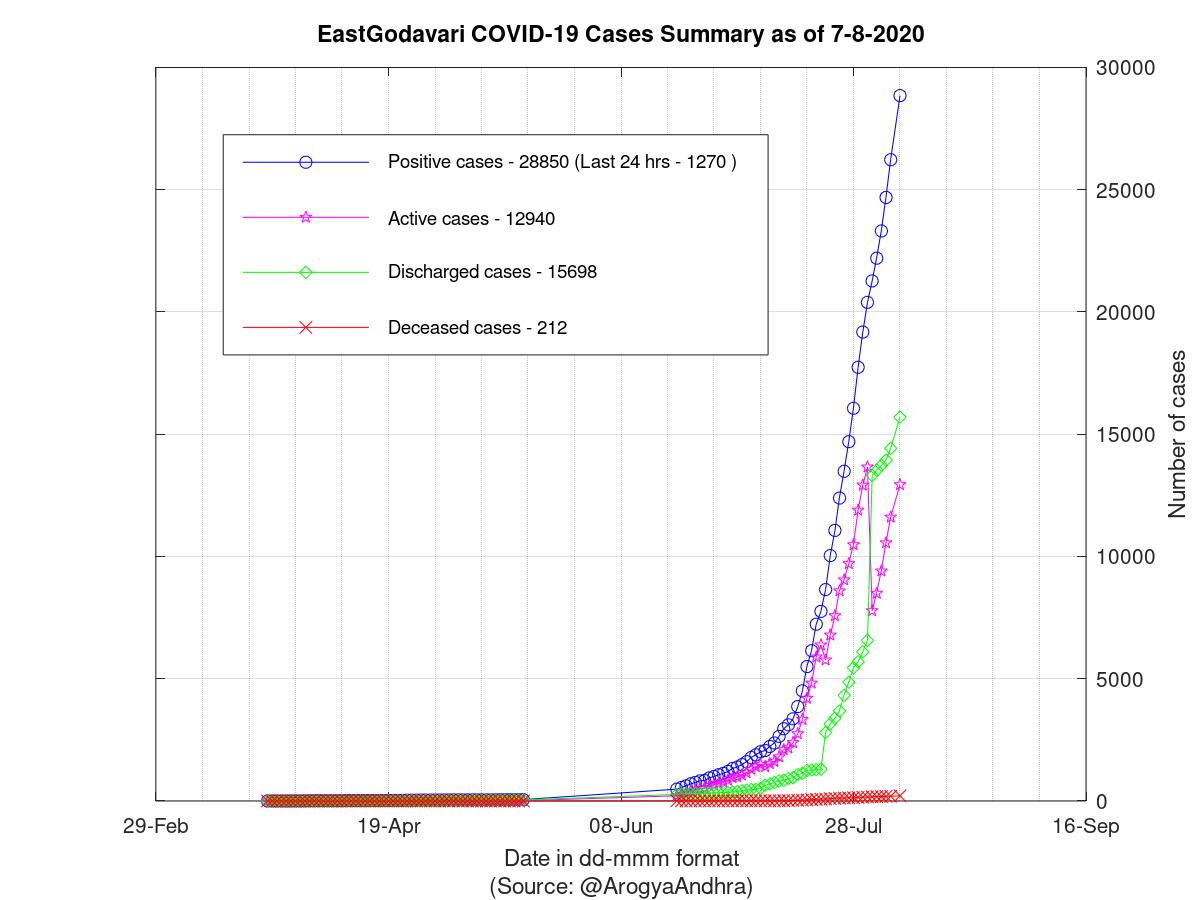 EastGodavari COVID-19 Cases Summary as of 7-8-2020
30000
Positive cases - 28850 (Last 24 hrs - 1270 )
25000
Active cases - 12940
Discharged cases - 15698
20000
Deceased cases - 212
15000
Number of cases
10000
5000
0
29-Feb 19-Apr 08-Jun 28-Jul 16-Sep
Date in dd-mmm format
(Source: @ArogyaAndhra)